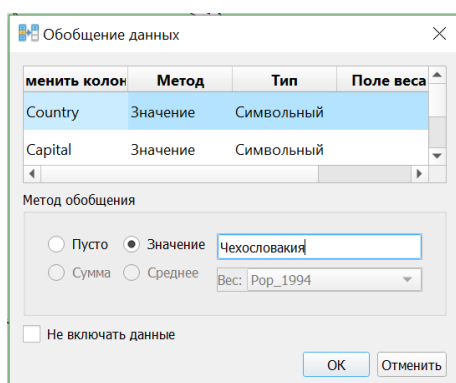 Обобщение данных
менить колон Метод Тип Поле веса
Country Значение Символьный
Capital Значение Символьный
Метод обобщения
Пусто Значение Чехословакия
Сумма Среднее Вес: Pop_1994
Не включать данные
ОК Отменить